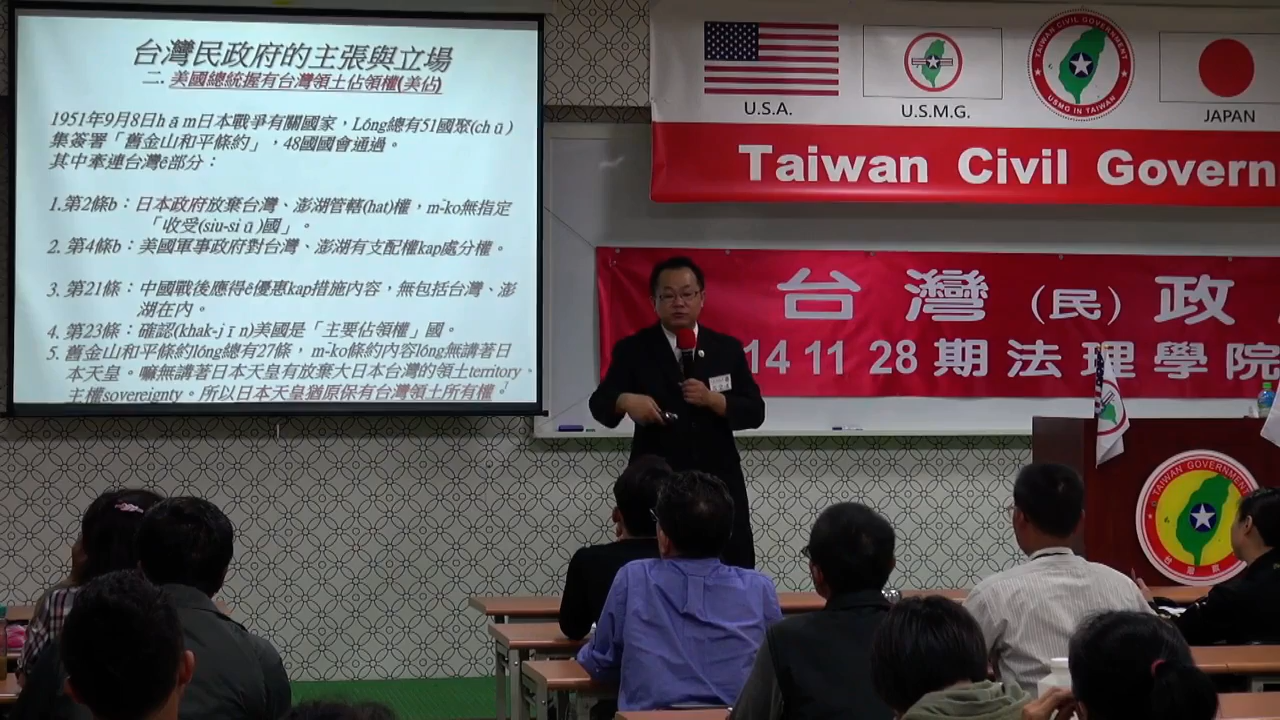 台灣民政府的主張與立場
二. 美國總統握有台灣領土佔領權(美佔)
1951年9月8日hām日本戰爭有關國家，Lóng總有51國聚(chū)
集簽署「舊金山和平條約」，48國國會通過。
其中牽連台灣ê部分：
1.第2條b：日本政府放棄台灣、澎湖管轄(hat)權，m̄-ko無指定
「收受(siu-siū)國」。
2. 第4條b：美國軍事政府對台灣、澎湖有支配權kap處分權。
3. 第21條：中國戰後應得ê優惠kap措施內容，無包括台灣、澎
湖在內。
4. 第23條：確認(khak-jīn)美國是「主要佔領權」國。
5. 舊金山和平條約lóng總有27條，m̄-ko條約內容lóng無講著日
本天皇。嘛無講著日本天皇有放棄大日本台灣的領土territory、
主權sovereignty。所以日本天皇猶原保有台灣領土所有權。
U.S.A.
U.S.M.G.
TAIWAN CIVIL GOVERNMENT
USMG IN TAIWAN
JAPAN
Taiwan Civil Govern
台灣(民)政
14 11 28 期法理學院
TAIWAN GOVERNMENT